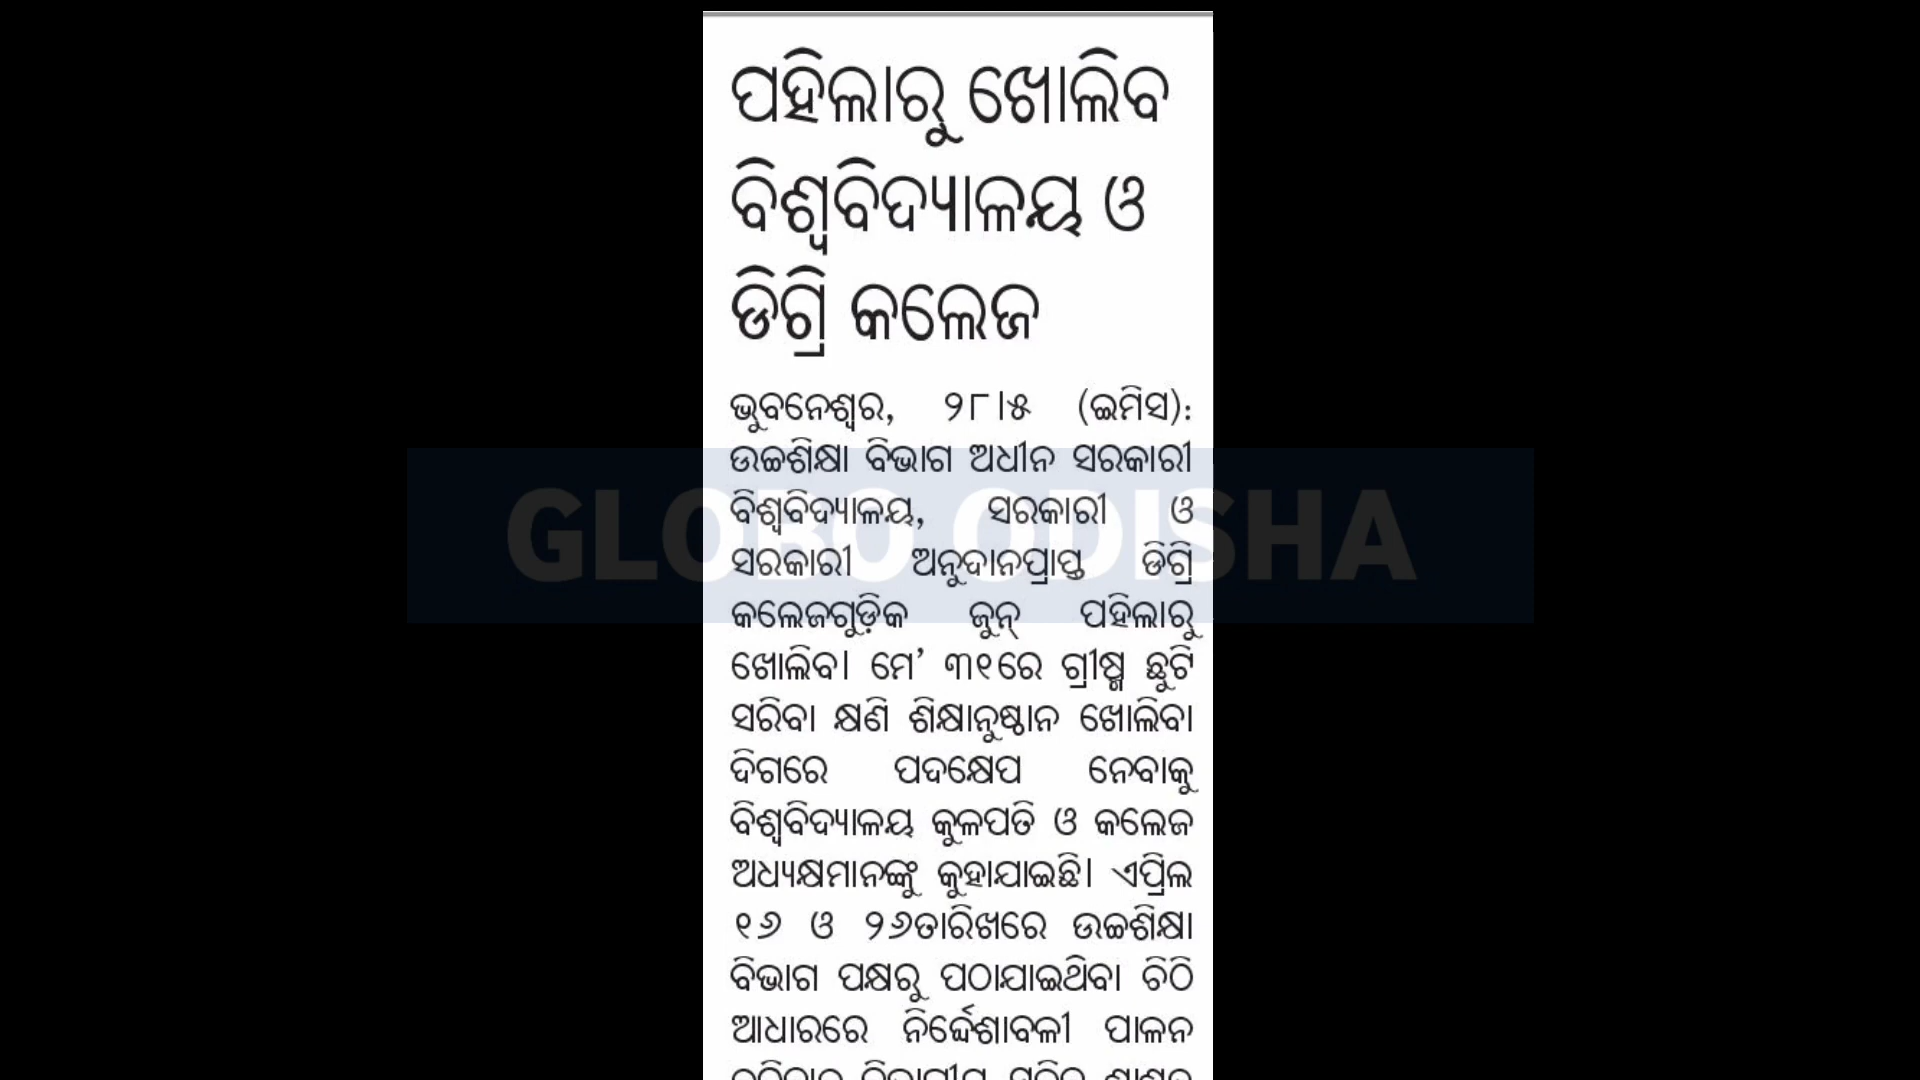 ପହିଲାରୁ ଖୋଲିବ
ବିଶ୍ୱବିଦ୍ୟାଳୟ ଓ
ଡିଗ୍ରି କଲେଜ
ଭୁବନେଶ୍ୱର, ୨୮।୫ (ଇମିସ):
ଉଚ୍ଚଶିକ୍ଷା ବିଭାଗ ଅଧୀନ ସରକାରୀ
ବିଶ୍ୱବିଦ୍ୟାଳୟ, ସରକାରୀ ଓ
GLOBO ODISHA
ସରକାରୀ ଅନୁଦାନପ୍ରାପ୍ତ ଡିଗ୍ରି
କଲେଜଗୁଡ଼ିକ ଜୁନ୍ ପହିଲାରୁ
ଖୋଲିବ। ମେ’ ୩୧ରେ ଗ୍ରୀଷ୍ମ ଛୁଟି
ସରିବା କ୍ଷଣି ଶିକ୍ଷାନୁଷ୍ଠାନ ଖୋଲିବା
ଦିଗରେ ପଦକ୍ଷେପ ନେବାକୁ
ବିଶ୍ୱବିଦ୍ୟାଳୟ କୁଳପତି ଓ କଲେଜ
ଅଧ୍ୟକ୍ଷମାନଙ୍କୁ କୁହାଯାଇଛି। ଏପ୍ରିଲ
୧୬ ଓ ୨୬ତାରିଖରେ ଉଚ୍ଚଶିକ୍ଷା
ବିଭାଗ ପକ୍ଷରୁ ପଠାଯାଇଥିବା ଚିଠି
ଆଧାରରେ ନିର୍ଦ୍ଦେଶାବଳୀ ପାଳନ